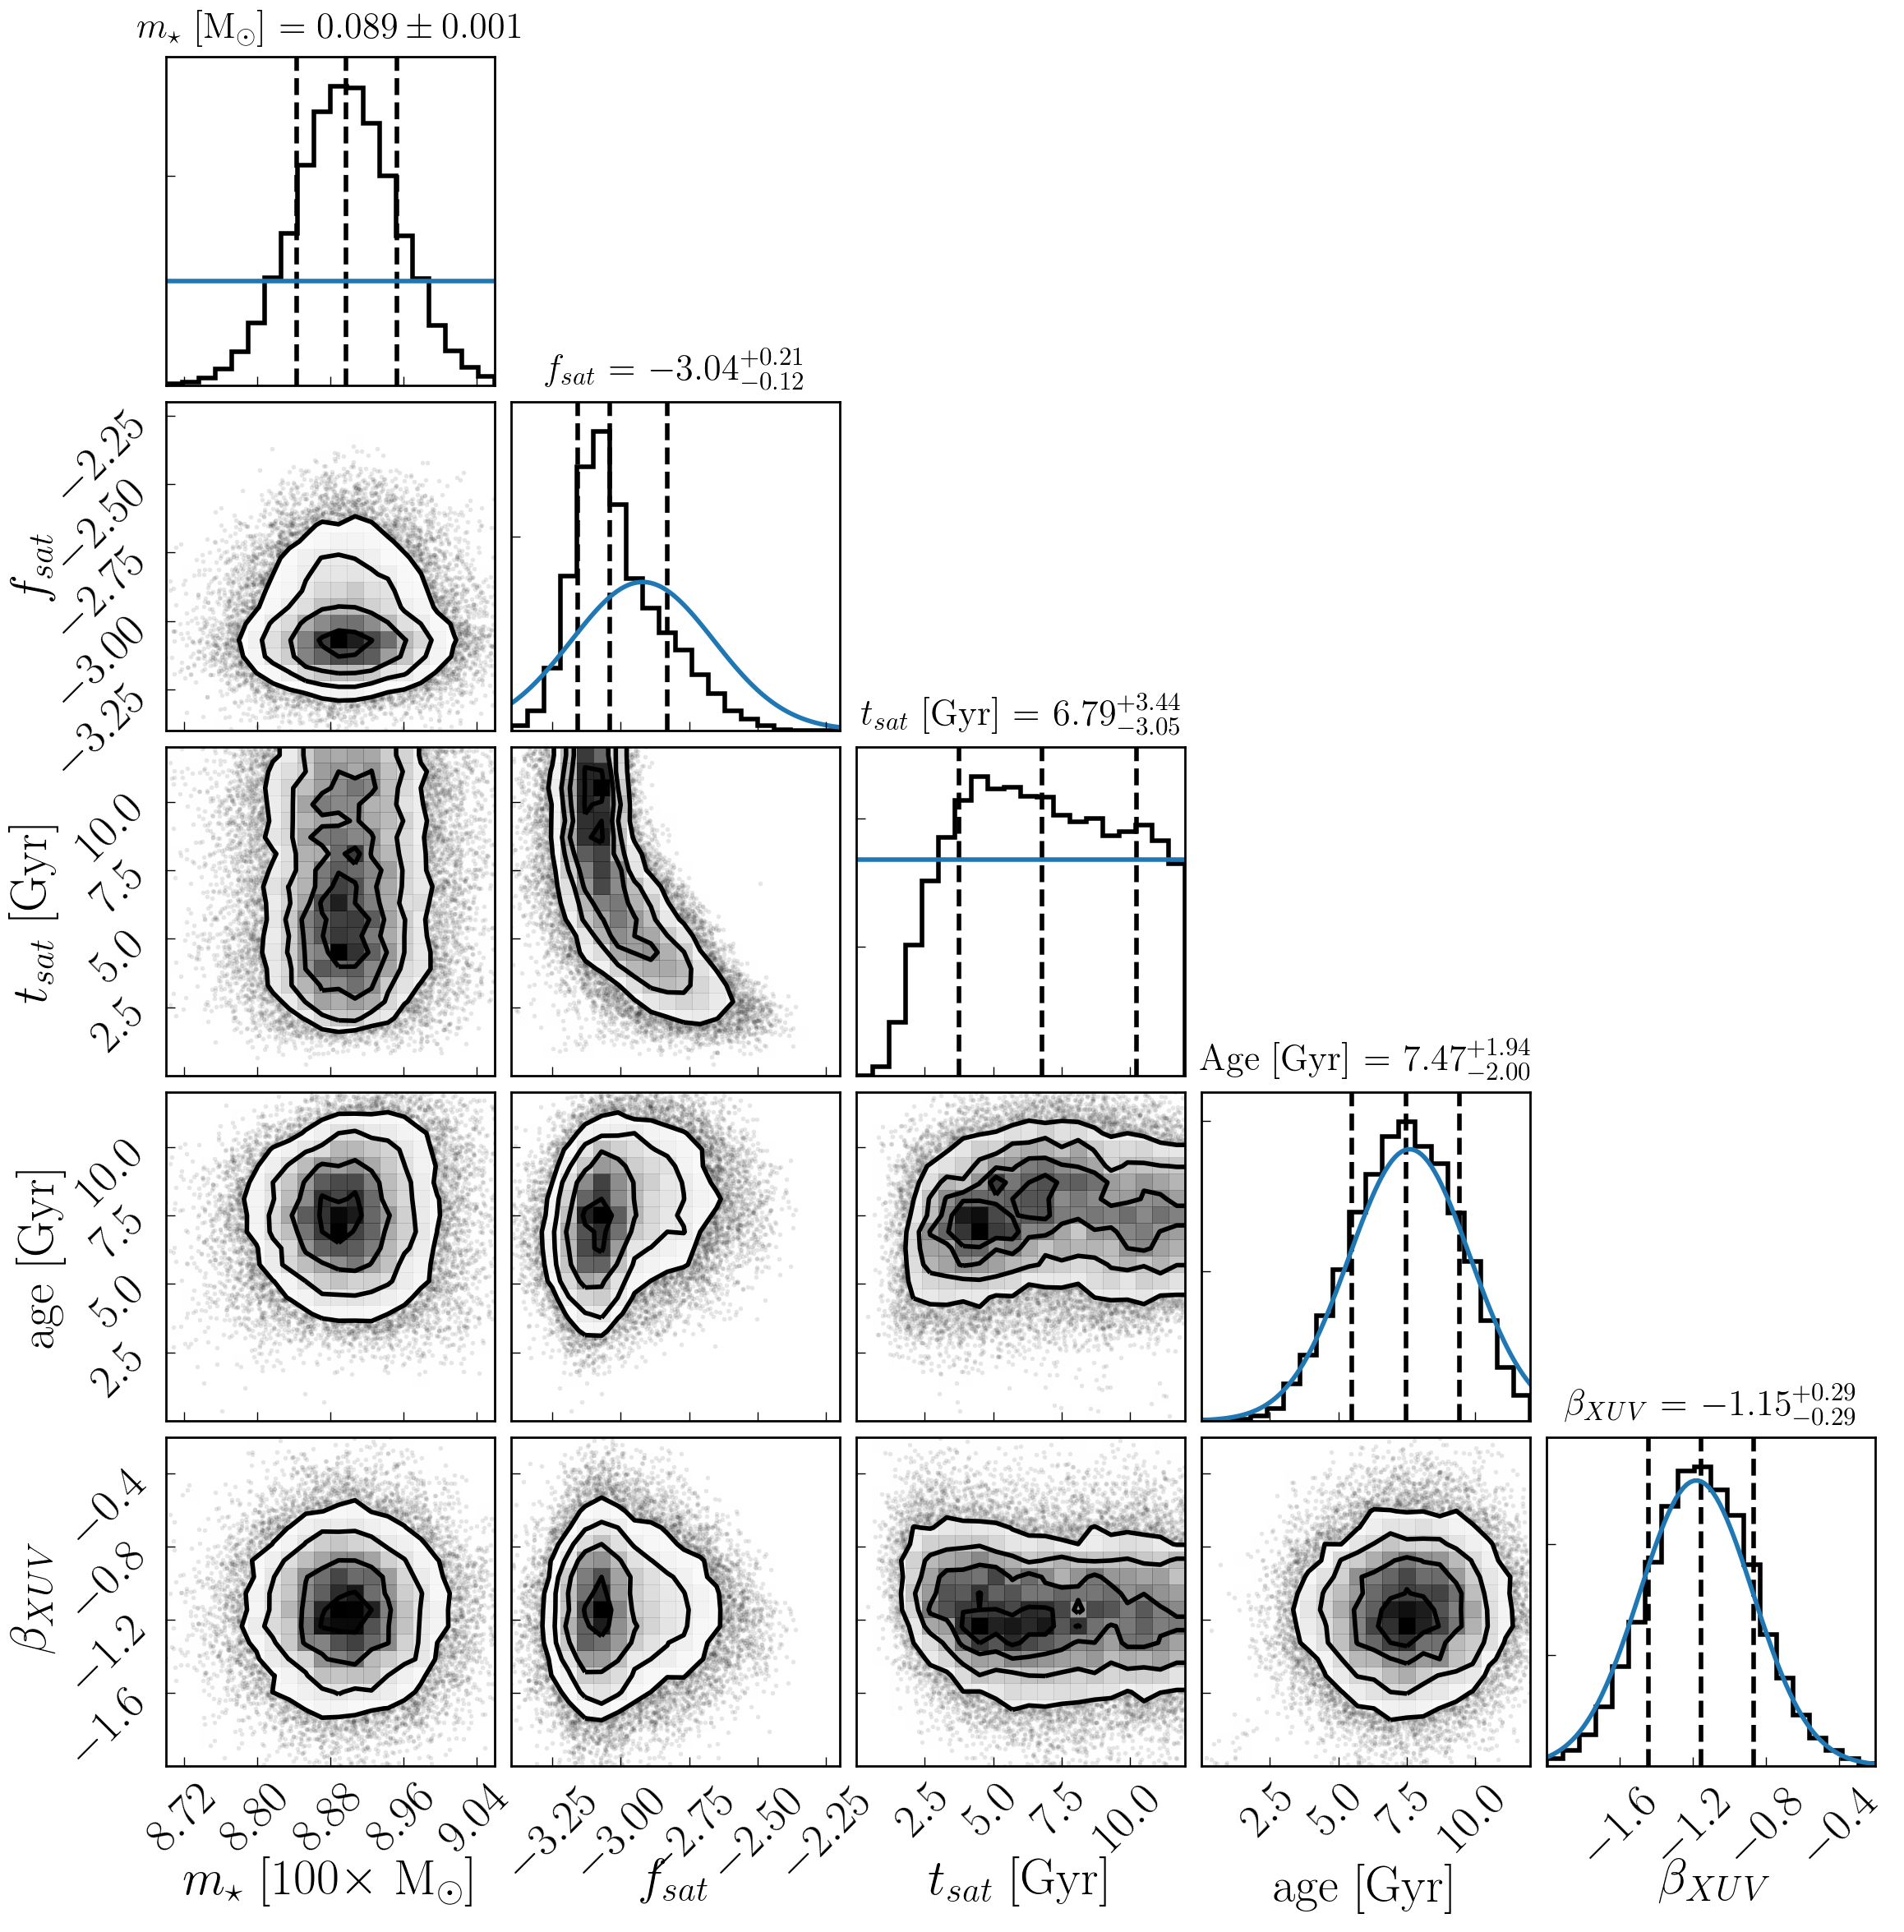 m⋆ [M⊙] = 0.089 ± 0.001
f_sat = −3.04^{+0.21}_{−0.12}
t_sat [Gyr] = 6.79^{+3.44}_{−3.05}
Age [Gyr] = 7.47^{+1.94}_{−2.00}
β_XUV = −1.15^{+0.29}_{−0.29}
f_sat
−2.25
−2.50
−2.75
−3.00
−3.25
t_sat [Gyr]
10.0
7.5
5.0
2.5
age [Gyr]
10.0
7.5
5.0
2.5
β_XUV
−0.4
−0.8
−1.2
−1.6
8.72 8.80 8.88 8.96 9.04
m⋆ [100× M⊙]
−3.25 −3.00 −2.75 −2.50 −2.25
f_sat
2.5 5.0 7.5 10.0
t_sat [Gyr]
2.5 5.0 7.5 10.0
age [Gyr]
−1.6 −1.2 −0.8 −0.4
β_XUV